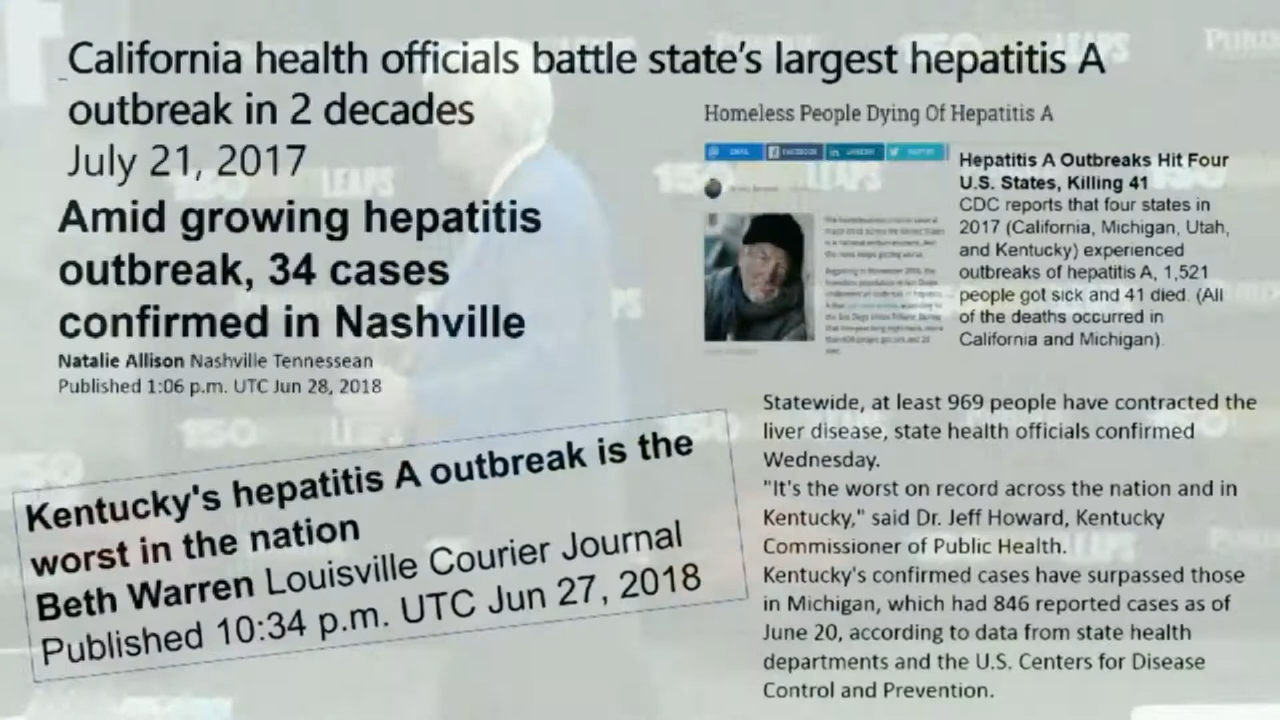 California health officials battle state's largest hepatitis A
outbreak in 2 decades
July 21, 2017
Amid growing hepatitis
outbreak, 34 cases
confirmed in Nashville
Natalie Allison Nashville Tennessean
Published 1:06 p.m. UTC Jun 28, 2018
Kentucky's hepatitis A outbreak is the
worst in the nation
Beth Warren Louisville Courier Journal
Published 10:34 p.m. UTC Jun 27, 2018
Homeless People Dying Of Hepatitis A
EMAIL FACEBOOK LINKEDIN TWITTER
Hepatitis A Outbreaks Hit Four
U.S. States, Killing 41
CDC reports that four states in
2017 (California, Michigan, Utah,
and Kentucky) experienced
outbreaks of hepatitis A, 1,521
people got sick and 41 died. (All
of the deaths occurred in
California and Michigan).
Statewide, at least 969 people have contracted the
liver disease, state health officials confirmed
Wednesday.
"It's the worst on record across the nation and in
Kentucky," said Dr. Jeff Howard, Kentucky
Commissioner of Public Health.
Kentucky's confirmed cases have surpassed those
in Michigan, which had 846 reported cases as of
June 20, according to data from state health
departments and the U.S. Centers for Disease
Control and Prevention.
150 LEAPS